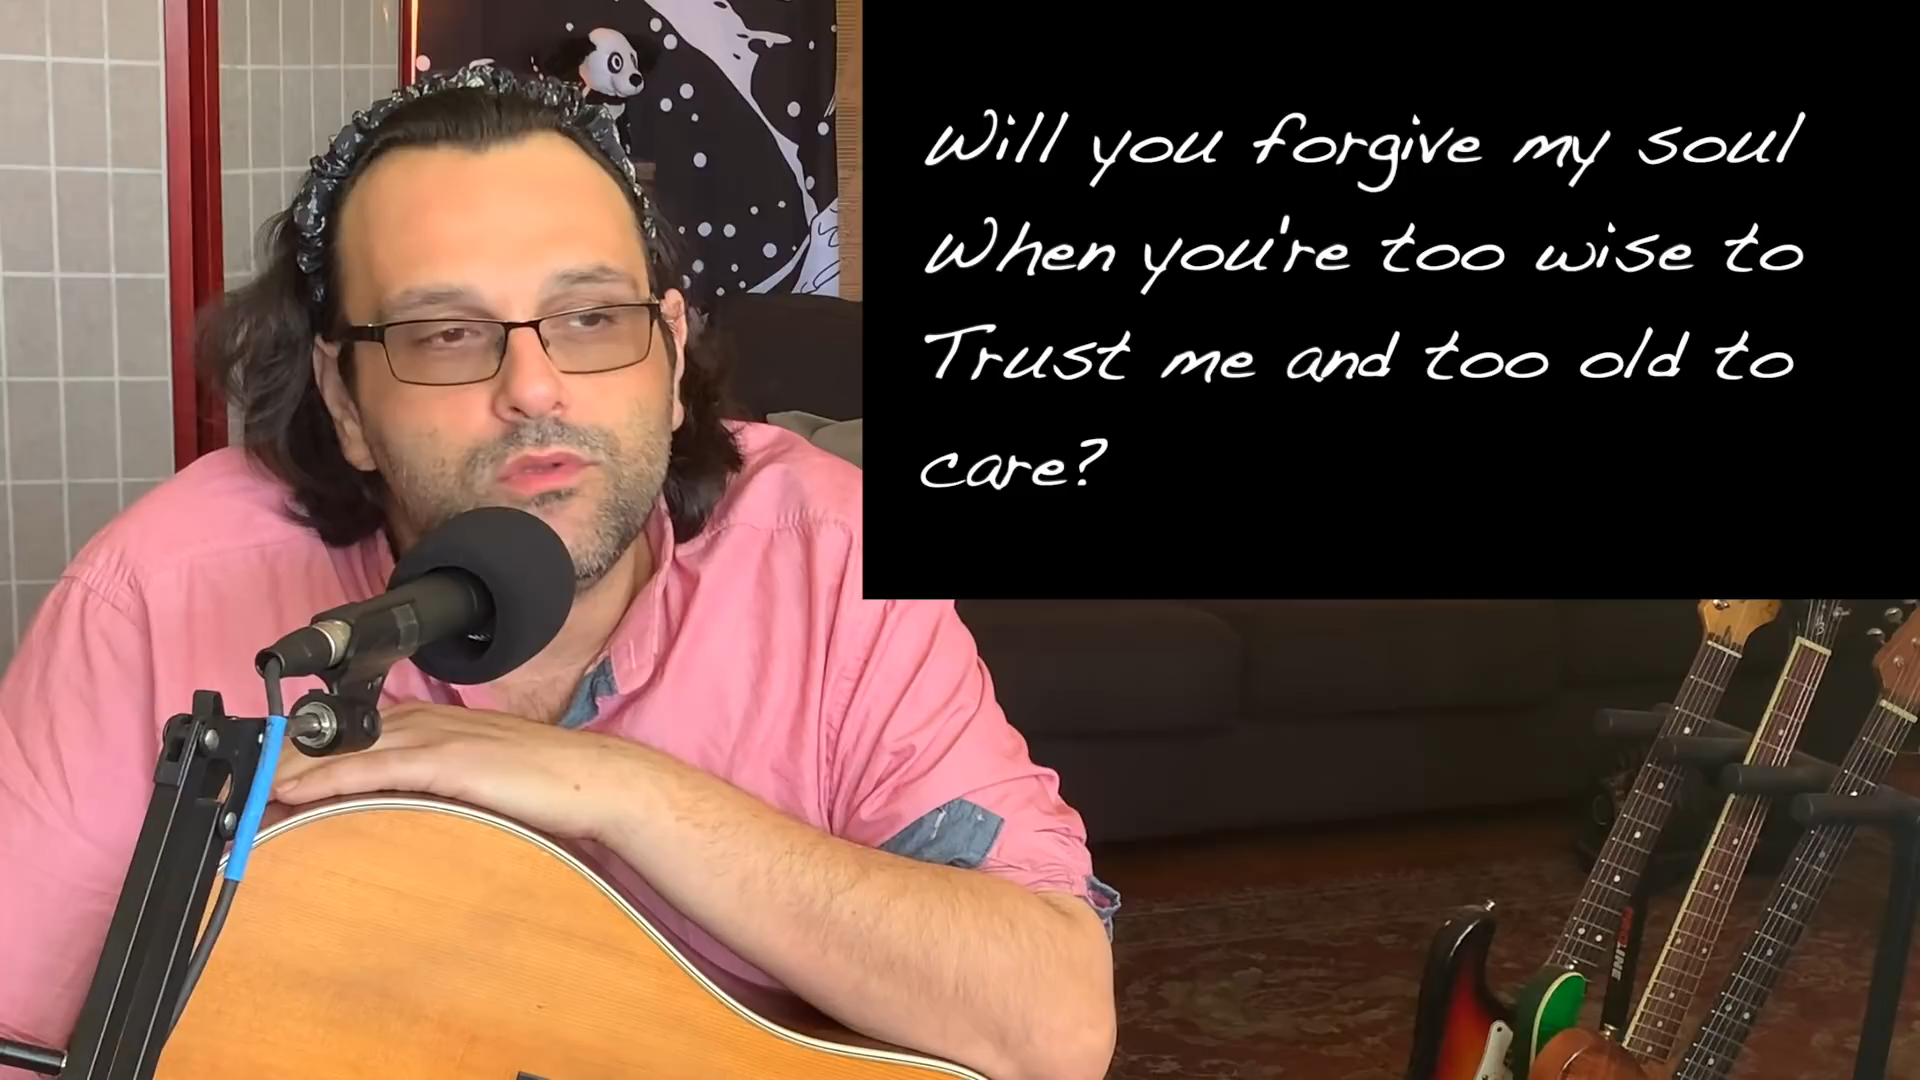 Will you forgive my soul
When you're too wise to
Trust me and too old to
care?